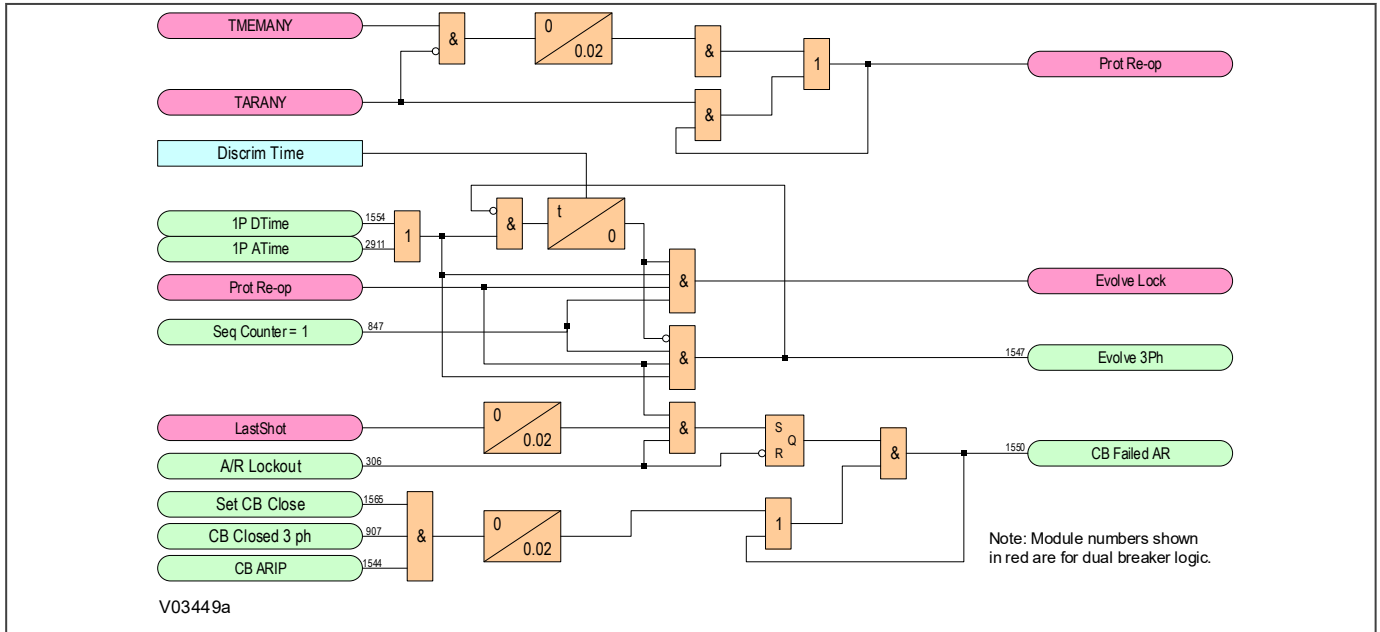 TMEMANY
&
0
0.02
&
1
Prot Re-op
TARANY
&
Discrim Time
1P DTime
1554
1
&
t
0
1P ATime
2911
Prot Re-op
&
Evolve Lock
Seq Counter = 1
847
&
1547
Evolve 3Ph
LastShot
0
0.02
&
S
Q
R
&
1550
CB Failed AR
A/R Lockout
306
Set CB Close
1565
CB Closed 3 ph
907
&
0
0.02
1
CB ARIP
1544
Note: Module numbers shown
in red are for dual breaker logic.
V03449a